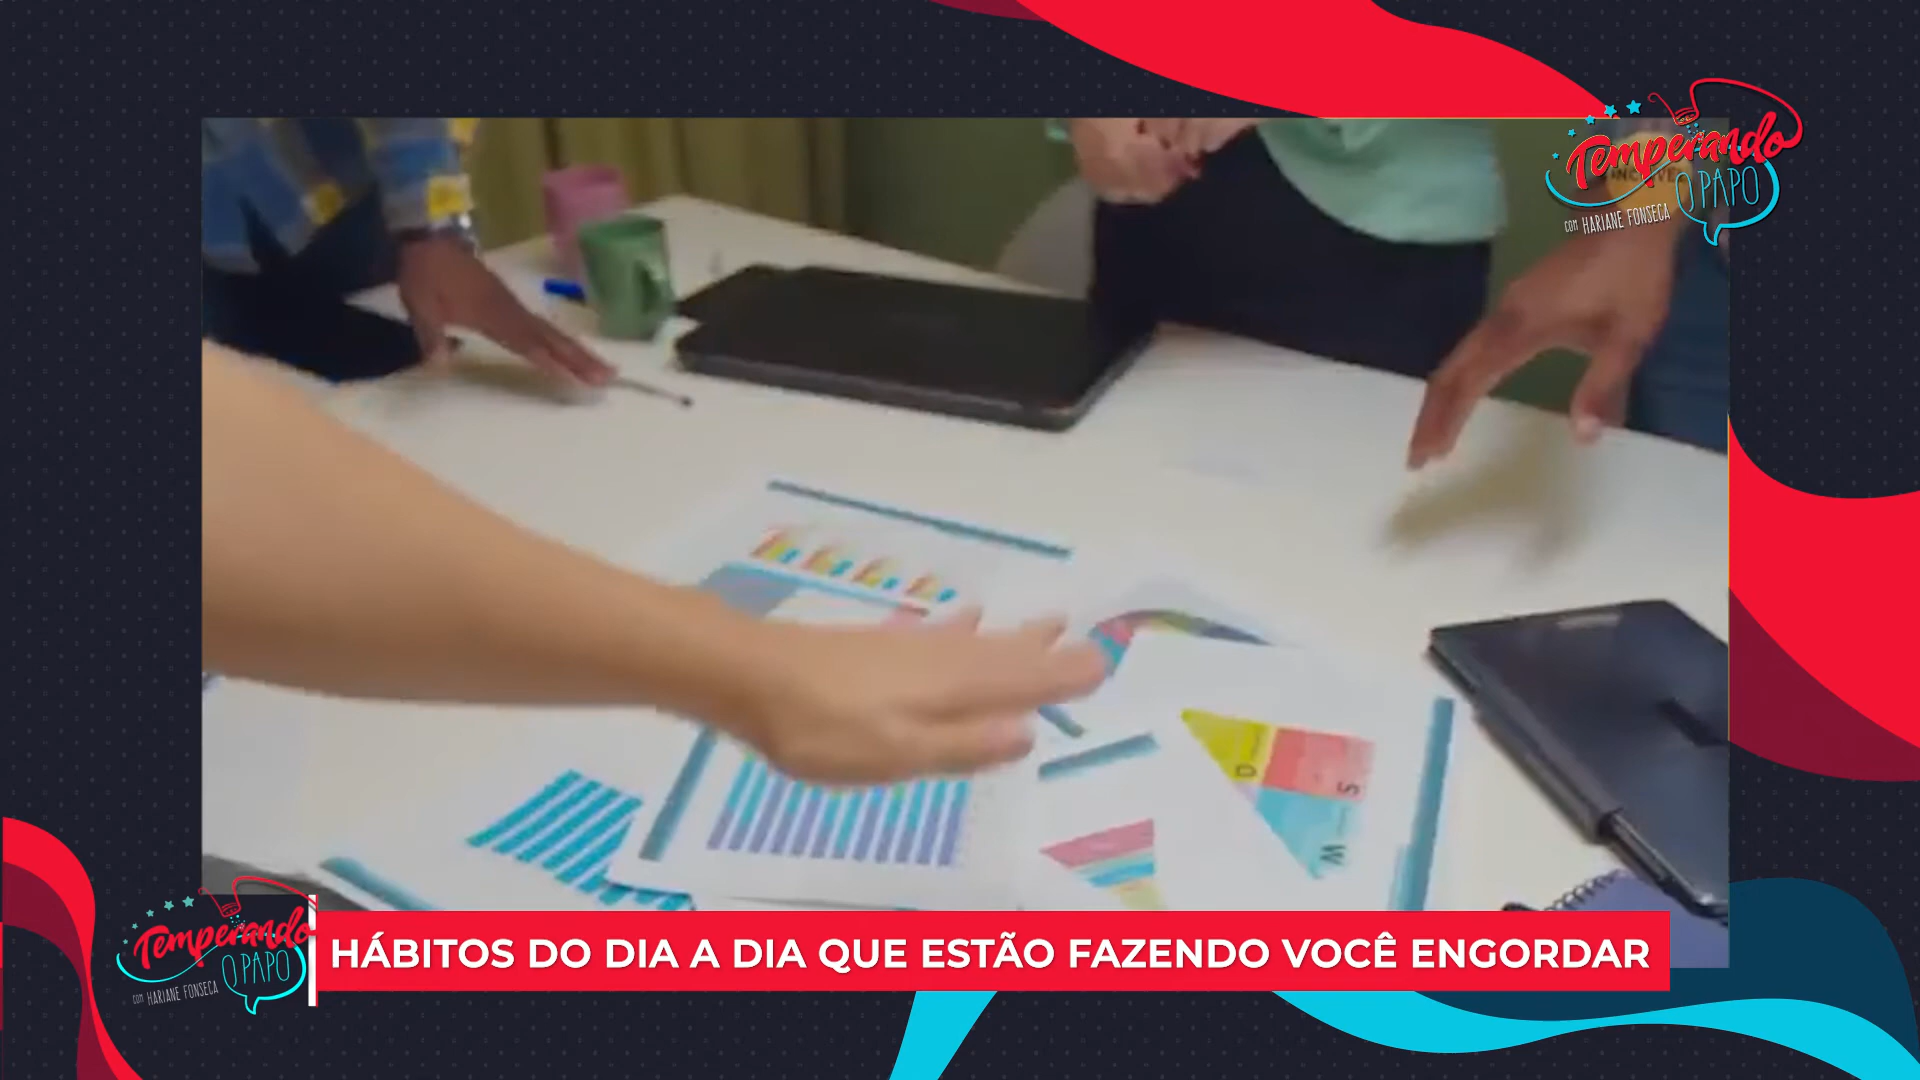 Temperando
O PAPO
com HARIANE FONSECA
D
S
W
Temperando
O PAPO
com HARIANE FONSECA
HÁBITOS DO DIA A DIA QUE ESTÃO FAZENDO VOCÊ ENGORDAR